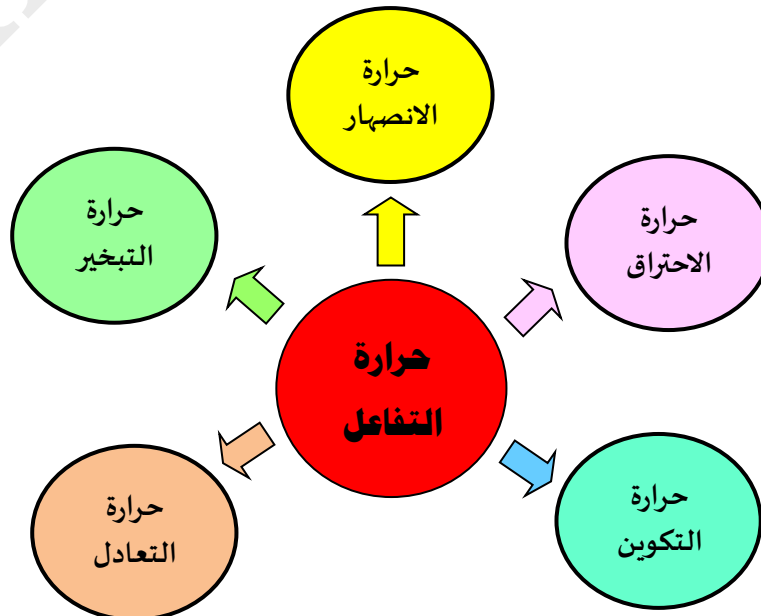 حرارة
الانصهار
حرارة
الاحتراق
حرارة
التبخير
حرارة
التفاعل
حرارة
التكوين
حرارة
التعادل